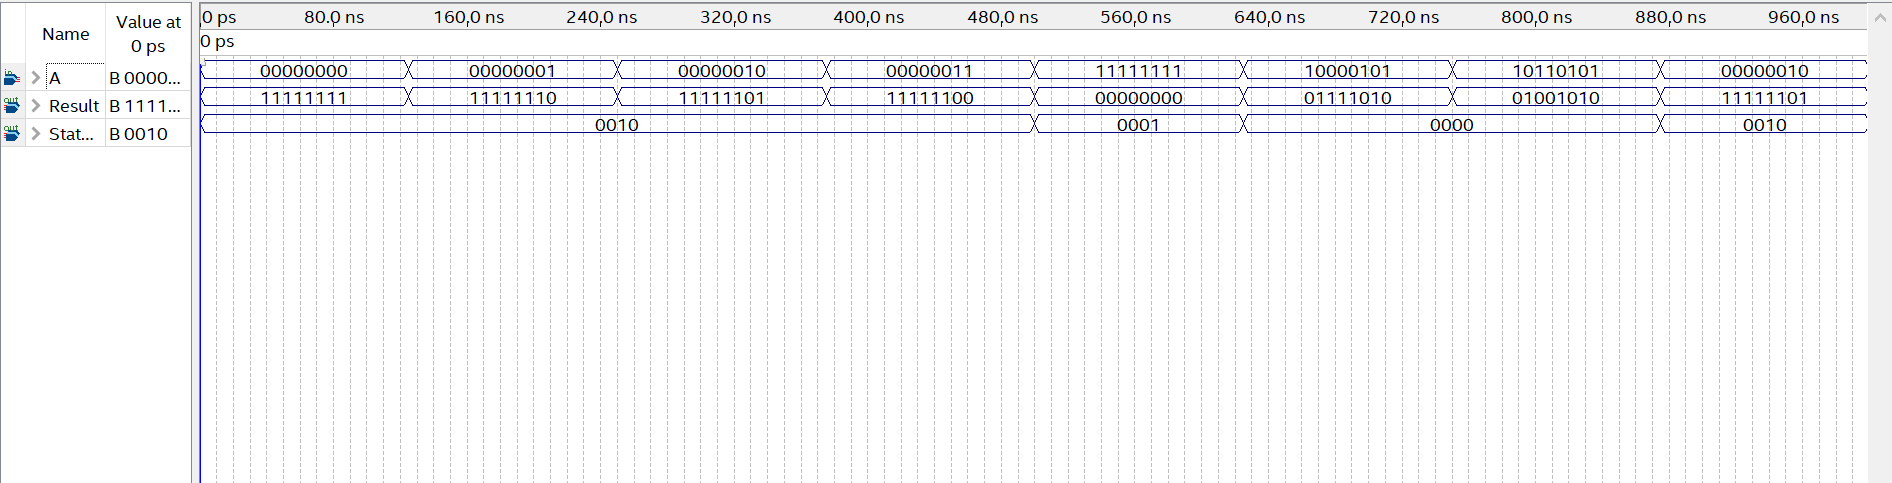 Name Value at 0 ps
0 ps 80,0 ns 160,0 ns 240,0 ns 320,0 ns 400,0 ns 480,0 ns 560,0 ns 640,0 ns 720,0 ns 800,0 ns 880,0 ns 960,0 ns
0 ps
A B 0000... 00000000 00000001 00000010 00000011 11111111 10000101 10110101 00000010
Result B 1111... 11111111 11111110 11111101 11111100 00000000 01111010 01001010 11111101
Stat... B 0010 0010 0001 0000 0010